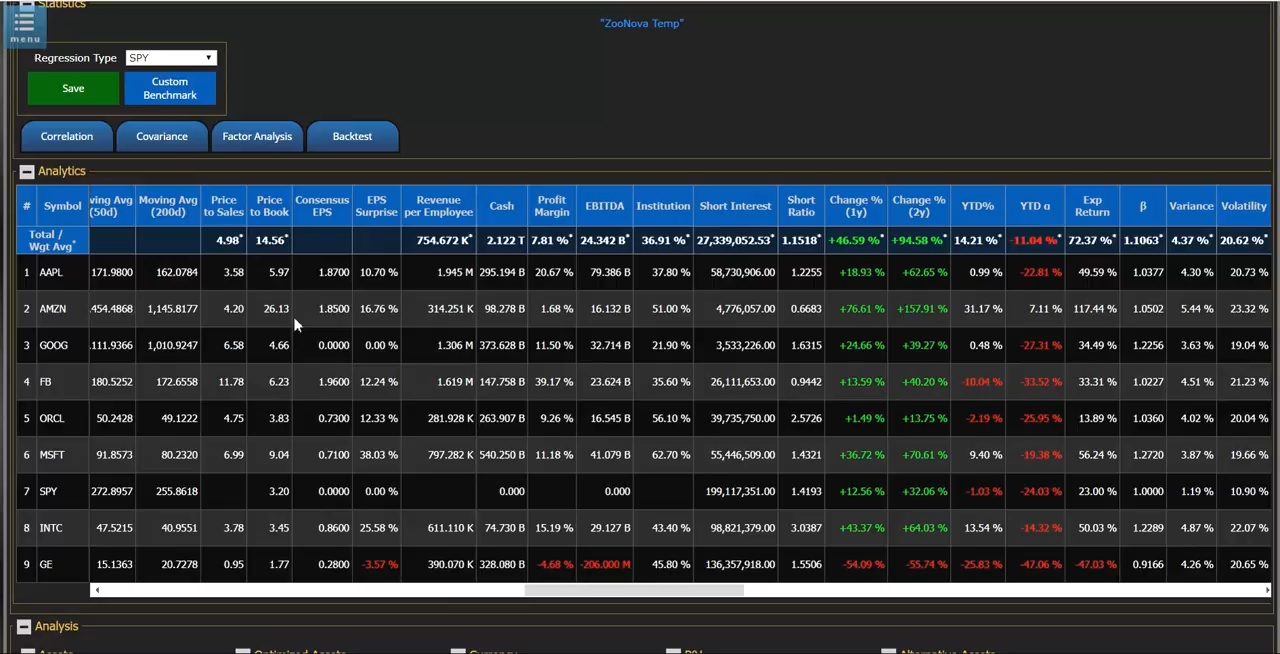 Statistics
menu
"ZooNova Temp"
Regression Type SPY
Save Custom Benchmark
Correlation Covariance Factor Analysis Backtest
Analytics
# Symbol ving Avg (50d) Moving Avg (200d) Price to Sales Price to Book Consensus EPS EPS Surprise Revenue per Employee Cash Profit Margin EBITDA Institution Short Interest Short Ratio Change % (1y) Change % (2y) YTD% YTD α Exp Return β Variance Volatility
Total / Wgt Avg* 4.98* 14.56* 754.672 K* 2.122 T 7.81 %* 24.342 B* 36.91 %* 27,339,052.53* 1.1518* +46.59 %* +94.58 %* 14.21 %* -11.04 %* 72.37 %* 1.1063* 4.37 %* 20.62 %*
1 AAPL 171.9800 162.0784 3.58 5.97 1.8700 10.70 % 1.945 M 295.194 B 20.67 % 79.386 B 37.80 % 58,730,906.00 1.2255 +18.93 % +62.65 % 0.99 % -22.81 % 49.59 % 1.0377 4.30 % 20.73 %
2 AMZN .454.4868 1,145.8177 4.20 26.13 1.8500 16.76 % 314.251 K 98.278 B 1.68 % 16.132 B 51.00 % 4,776,057.00 0.6683 +76.61 % +157.91 % 31.17 % 7.11 % 117.44 % 1.0502 5.44 % 23.32 %
3 GOOG .111.9366 1,010.9247 6.58 4.66 0.0000 0.00 % 1.306 M 373.628 B 11.50 % 32.714 B 21.90 % 3,533,226.00 1.6315 +24.66 % +39.27 % 0.48 % -27.31 % 34.49 % 1.2256 3.63 % 19.04 %
4 FB 180.5252 172.6558 11.78 6.23 1.9600 12.24 % 1.619 M 147.758 B 39.17 % 23.624 B 35.60 % 26,111,653.00 0.9442 +13.59 % +40.20 % -10.04 % -33.52 % 33.31 % 1.0227 4.51 % 21.23 %
5 ORCL 50.2428 49.1222 4.75 3.83 0.7300 12.33 % 281.928 K 263.907 B 9.26 % 16.545 B 56.10 % 39,735,750.00 2.5726 +1.49 % +13.75 % -2.19 % -25.95 % 13.89 % 1.0360 4.02 % 20.04 %
6 MSFT 91.8573 80.2320 6.99 9.04 0.7100 38.03 % 797.282 K 540.250 B 11.18 % 41.079 B 62.70 % 55,446,509.00 1.4321 +36.72 % +70.61 % 9.40 % -19.38 % 56.24 % 1.2720 3.87 % 19.66 %
7 SPY 272.8957 255.8618 3.20 0.0000 0.00 % 0.000 0.000 199,117,351.00 1.4193 +12.56 % +32.06 % -1.03 % -24.03 % 23.00 % 1.0000 1.19 % 10.90 %
8 INTC 47.5215 40.9551 3.78 3.45 0.8600 25.58 % 611.110 K 74.730 B 15.19 % 29.127 B 43.40 % 98,821,379.00 3.0387 +43.37 % +64.03 % 13.54 % -14.32 % 50.03 % 1.2289 4.87 % 22.07 %
9 GE 15.1363 20.7278 0.95 1.77 0.2800 -3.57 % 390.070 K 328.080 B -4.68 % -206.000 M 45.80 % 136,357,918.00 1.5506 -54.09 % -55.74 % -25.83 % -47.06 % -47.03 % 0.9166 4.26 % 20.65 %
Analysis
Assets Optimized Assets Currency Alternative Assets